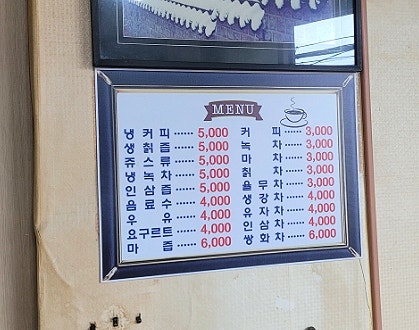 MENU
냉 커 피 ······ 5,000
생 칡 즙 ······ 5,000
쥬 스 류 ······ 5,000
냉 녹 차 ······ 5,000
인 삼 즙 ······ 5,000
음 료 수 ······ 4,000
우 유 ······ 4,000
요구르트 ······ 4,000
마 즙 ······ 6,000
커 피 ······ 3,000
녹 차 ······ 3,000
마 차 ······ 3,000
칡 차 ······ 3,000
율 무 차 ······ 3,000
생 강 차 ······ 4,000
유 자 차 ······ 4,000
인 삼 차 ······ 4,000
쌍 화 차 ······ 6,000